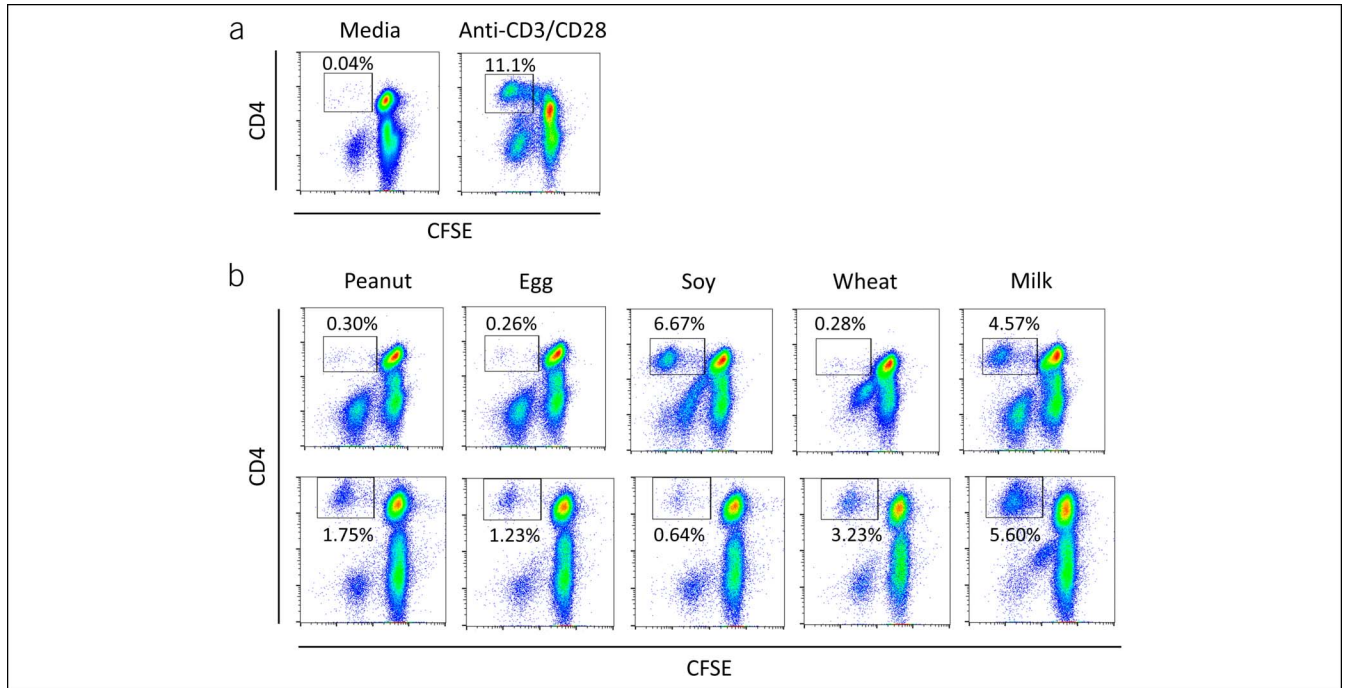 a
Media Anti-CD3/CD28
0.04% 11.1%
CD4
CFSE
b
Peanut Egg Soy Wheat Milk
0.30% 0.26% 6.67% 0.28% 4.57%
CD4
1.75% 1.23% 0.64% 3.23% 5.60%
CFSE